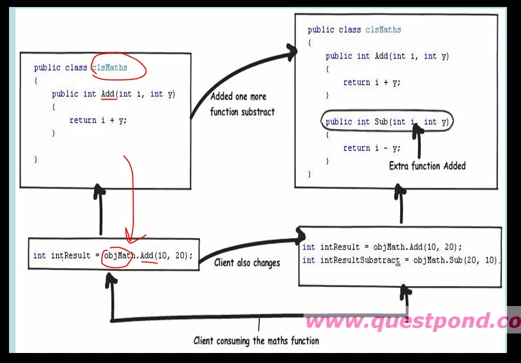 public class clsMaths
{
public int Add(int i, int y)
{
return i + y;
}
}
Added one more
function substract
public class clsMaths
{
public int Add(int i, int y)
{
return i + y;
}
public int Sub(int i, int y)
{
return i - y;
}
}
Extra function Added
int intResult = objMath.Add(10, 20);
Client also changes
int intResult = objMath.Add(10, 20);
int intResultSubstract = objMath.Sub(20, 10).
www.questpond.com
Client consuming the maths function